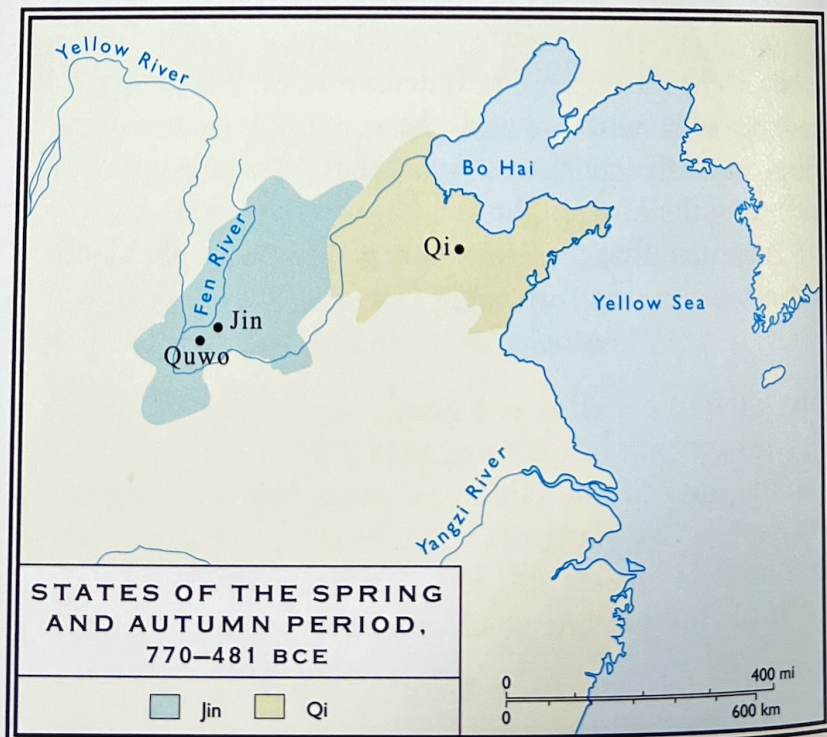 Yellow River
Bo Hai
Fen River
Qi
Yellow Sea
Jin
Quwo
Yangzi River
STATES OF THE SPRING
AND AUTUMN PERIOD,
770–481 BCE
Jin
Qi
0
400 mi
0
600 km